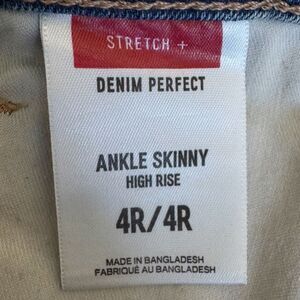 STRETCH +
DENIM PERFECT
ANKLE SKINNY
HIGH RISE
4R/4R
MADE IN BANGLADESH
FABRIQUÉ AU BANGLADESH